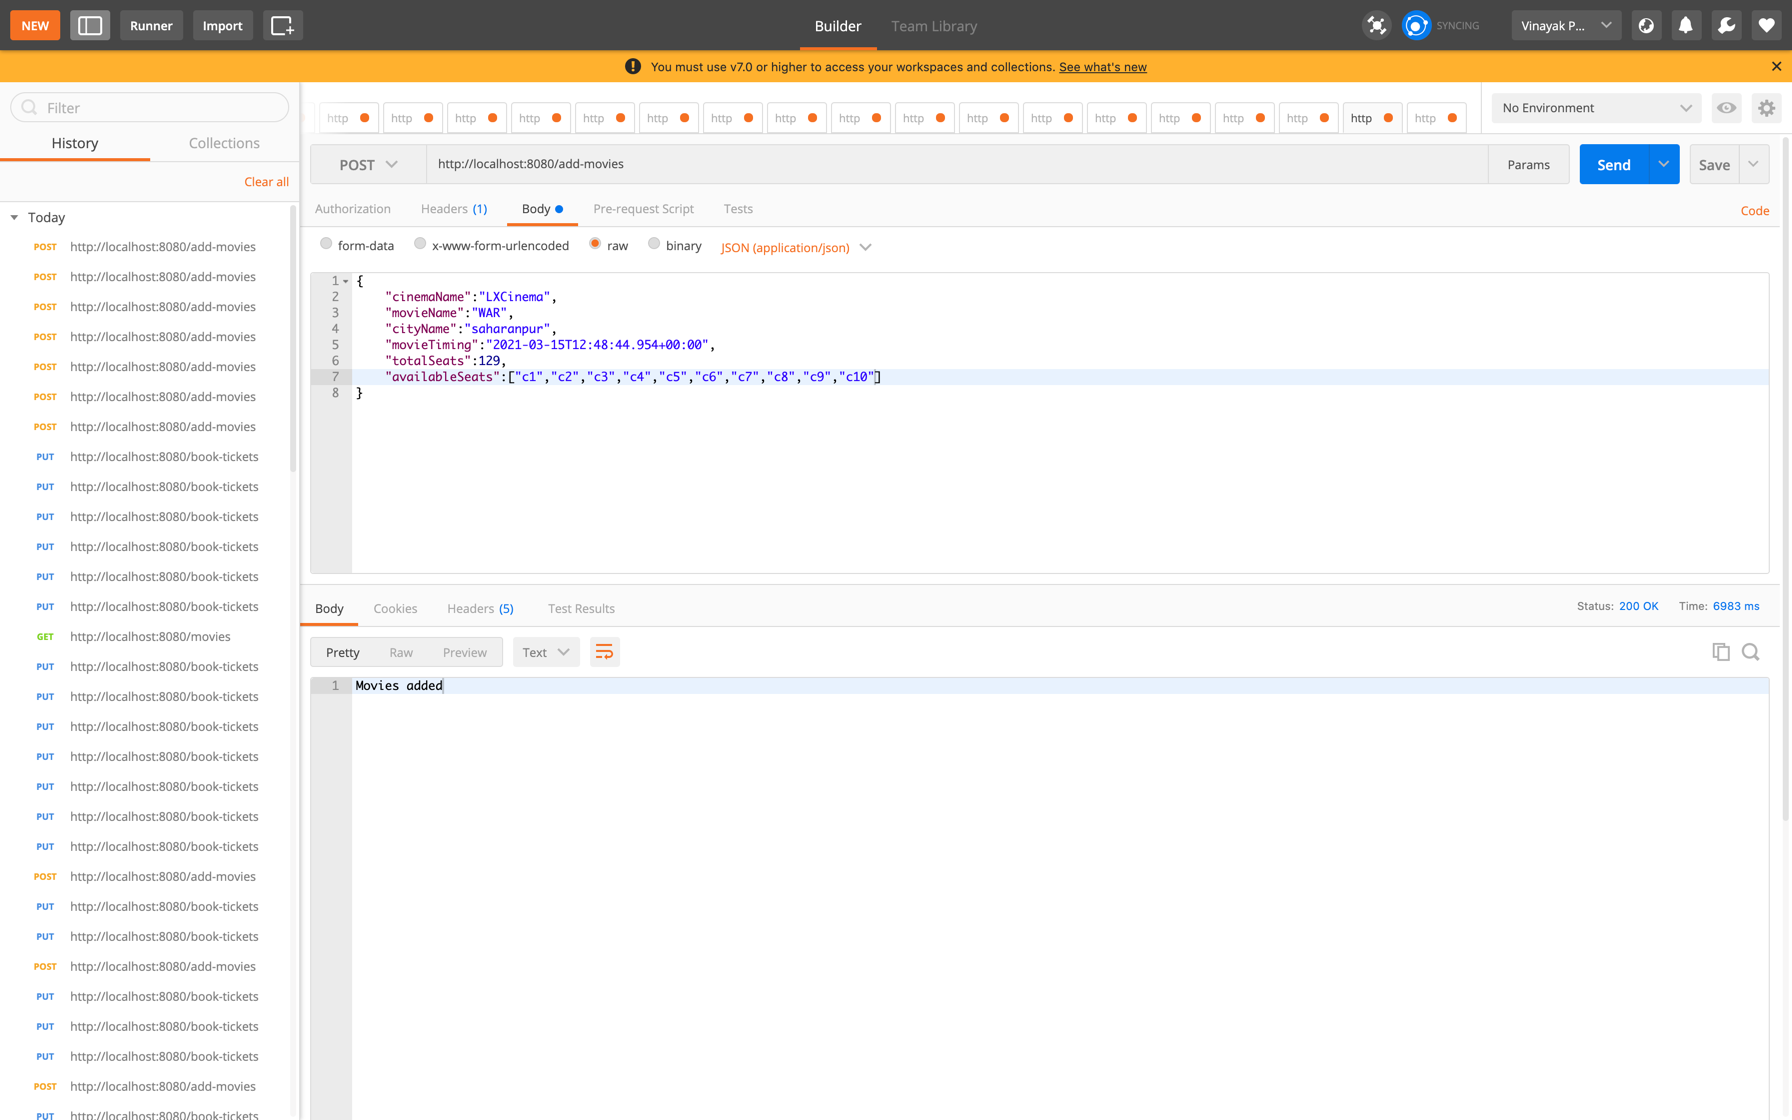 NEW
Runner
Import
Builder
Team Library
SYNCING
Vinayak P...
You must use v7.0 or higher to access your workspaces and collections. See what's new
Filter
History
Collections
Clear all
Today
POST http://localhost:8080/add-movies
POST http://localhost:8080/add-movies
POST http://localhost:8080/add-movies
POST http://localhost:8080/add-movies
POST http://localhost:8080/add-movies
POST http://localhost:8080/add-movies
POST http://localhost:8080/add-movies
PUT http://localhost:8080/book-tickets
PUT http://localhost:8080/book-tickets
PUT http://localhost:8080/book-tickets
PUT http://localhost:8080/book-tickets
PUT http://localhost:8080/book-tickets
PUT http://localhost:8080/book-tickets
GET http://localhost:8080/movies
PUT http://localhost:8080/book-tickets
PUT http://localhost:8080/book-tickets
PUT http://localhost:8080/book-tickets
PUT http://localhost:8080/book-tickets
PUT http://localhost:8080/book-tickets
PUT http://localhost:8080/book-tickets
PUT http://localhost:8080/book-tickets
POST http://localhost:8080/add-movies
PUT http://localhost:8080/book-tickets
PUT http://localhost:8080/book-tickets
POST http://localhost:8080/add-movies
PUT http://localhost:8080/book-tickets
PUT http://localhost:8080/book-tickets
PUT http://localhost:8080/book-tickets
POST http://localhost:8080/add-movies
PUT http://localhost:8080/book-tickets
http http http http http http http http http http http http http http http http http http
No Environment
POST
http://localhost:8080/add-movies
Params
Send
Save
Authorization
Headers (1)
Body
Pre-request Script
Tests
Code
form-data
x-www-form-urlencoded
raw
binary
JSON (application/json)
1 {
2 "cinemaName":"LXCinema",
3 "movieName":"WAR",
4 "cityName":"saharanpur",
5 "movieTiming":"2021-03-15T12:48:44.954+00:00",
6 "totalSeats":129,
7 "availableSeats":["c1","c2","c3","c4","c5","c6","c7","c8","c9","c10"]
8 }
Body
Cookies
Headers (5)
Test Results
Status: 200 OK
Time: 6983 ms
Pretty
Raw
Preview
Text
1 Movies added